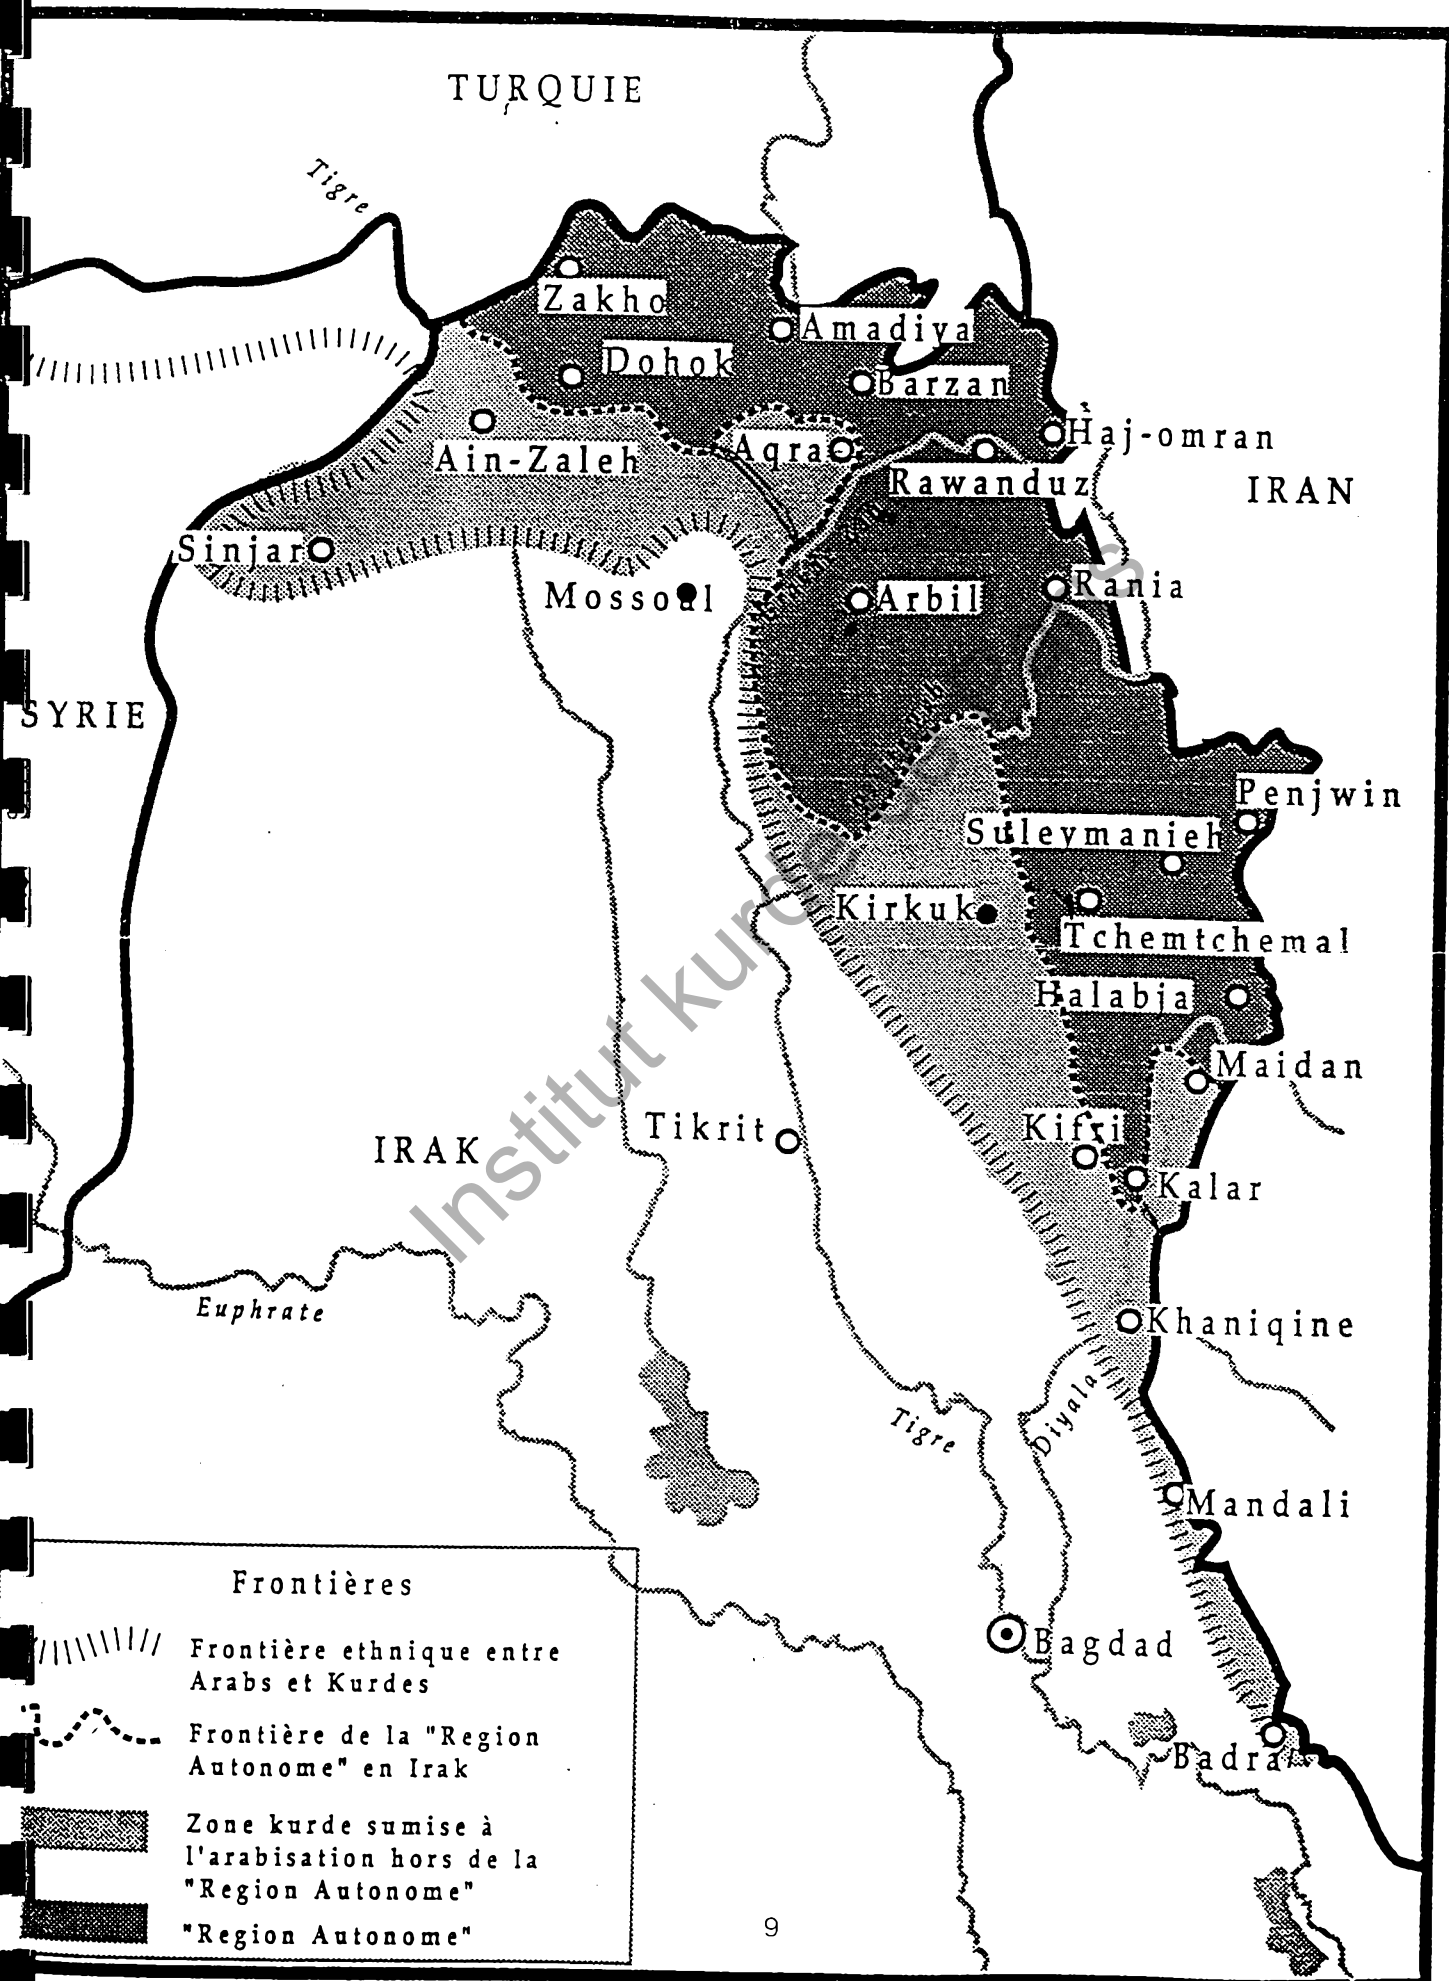 TURQUIE
Tigre
Zakho
Amadiya
Dohok
Barzan
Haj-omran
Aqra
Ain-Zaleh
Rawanduz
IRAN
Sinjar
Rania
Mossoul
Arbil
SYRIE
Penjwin
Suleymanieh
Kirkuk
Tchemtchemal
Halabja
Maidan
Tikrit
Kifri
IRAK
Kalar
Euphrate
Khaniqine
Tigre
Diyala
Mandali
Bagdad
Badra
Frontières
Frontière ethnique entre
Arabs et Kurdes
Frontière de la "Region
Autonome" en Irak
Zone kurde sumise à
l'arabisation hors de la
"Region Autonome"
"Region Autonome"
9
Institut kurde de